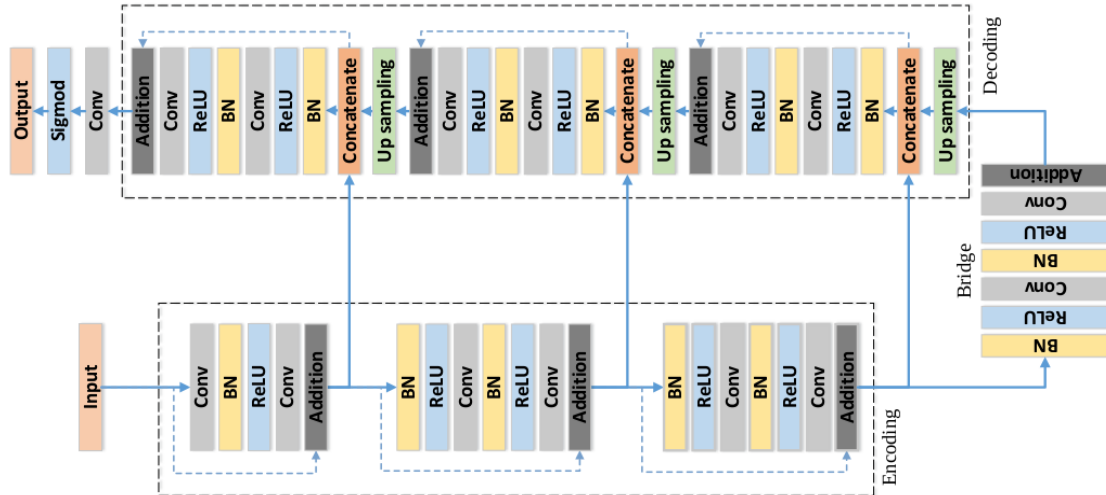 Output
Sigmod
Conv
Addition
Conv
ReLU
BN
Conv
ReLU
BN
Concatenate
Up sampling
Addition
Conv
ReLU
BN
Conv
ReLU
BN
Concatenate
Up sampling
Addition
Conv
ReLU
BN
Conv
ReLU
BN
Concatenate
Up sampling
Decoding
Input
Conv
BN
ReLU
Conv
Addition
BN
ReLU
Conv
BN
ReLU
Conv
Addition
BN
ReLU
Conv
BN
ReLU
Conv
Addition
Encoding
Bridge
Addition
Conv
ReLU
BN
Conv
ReLU
BN